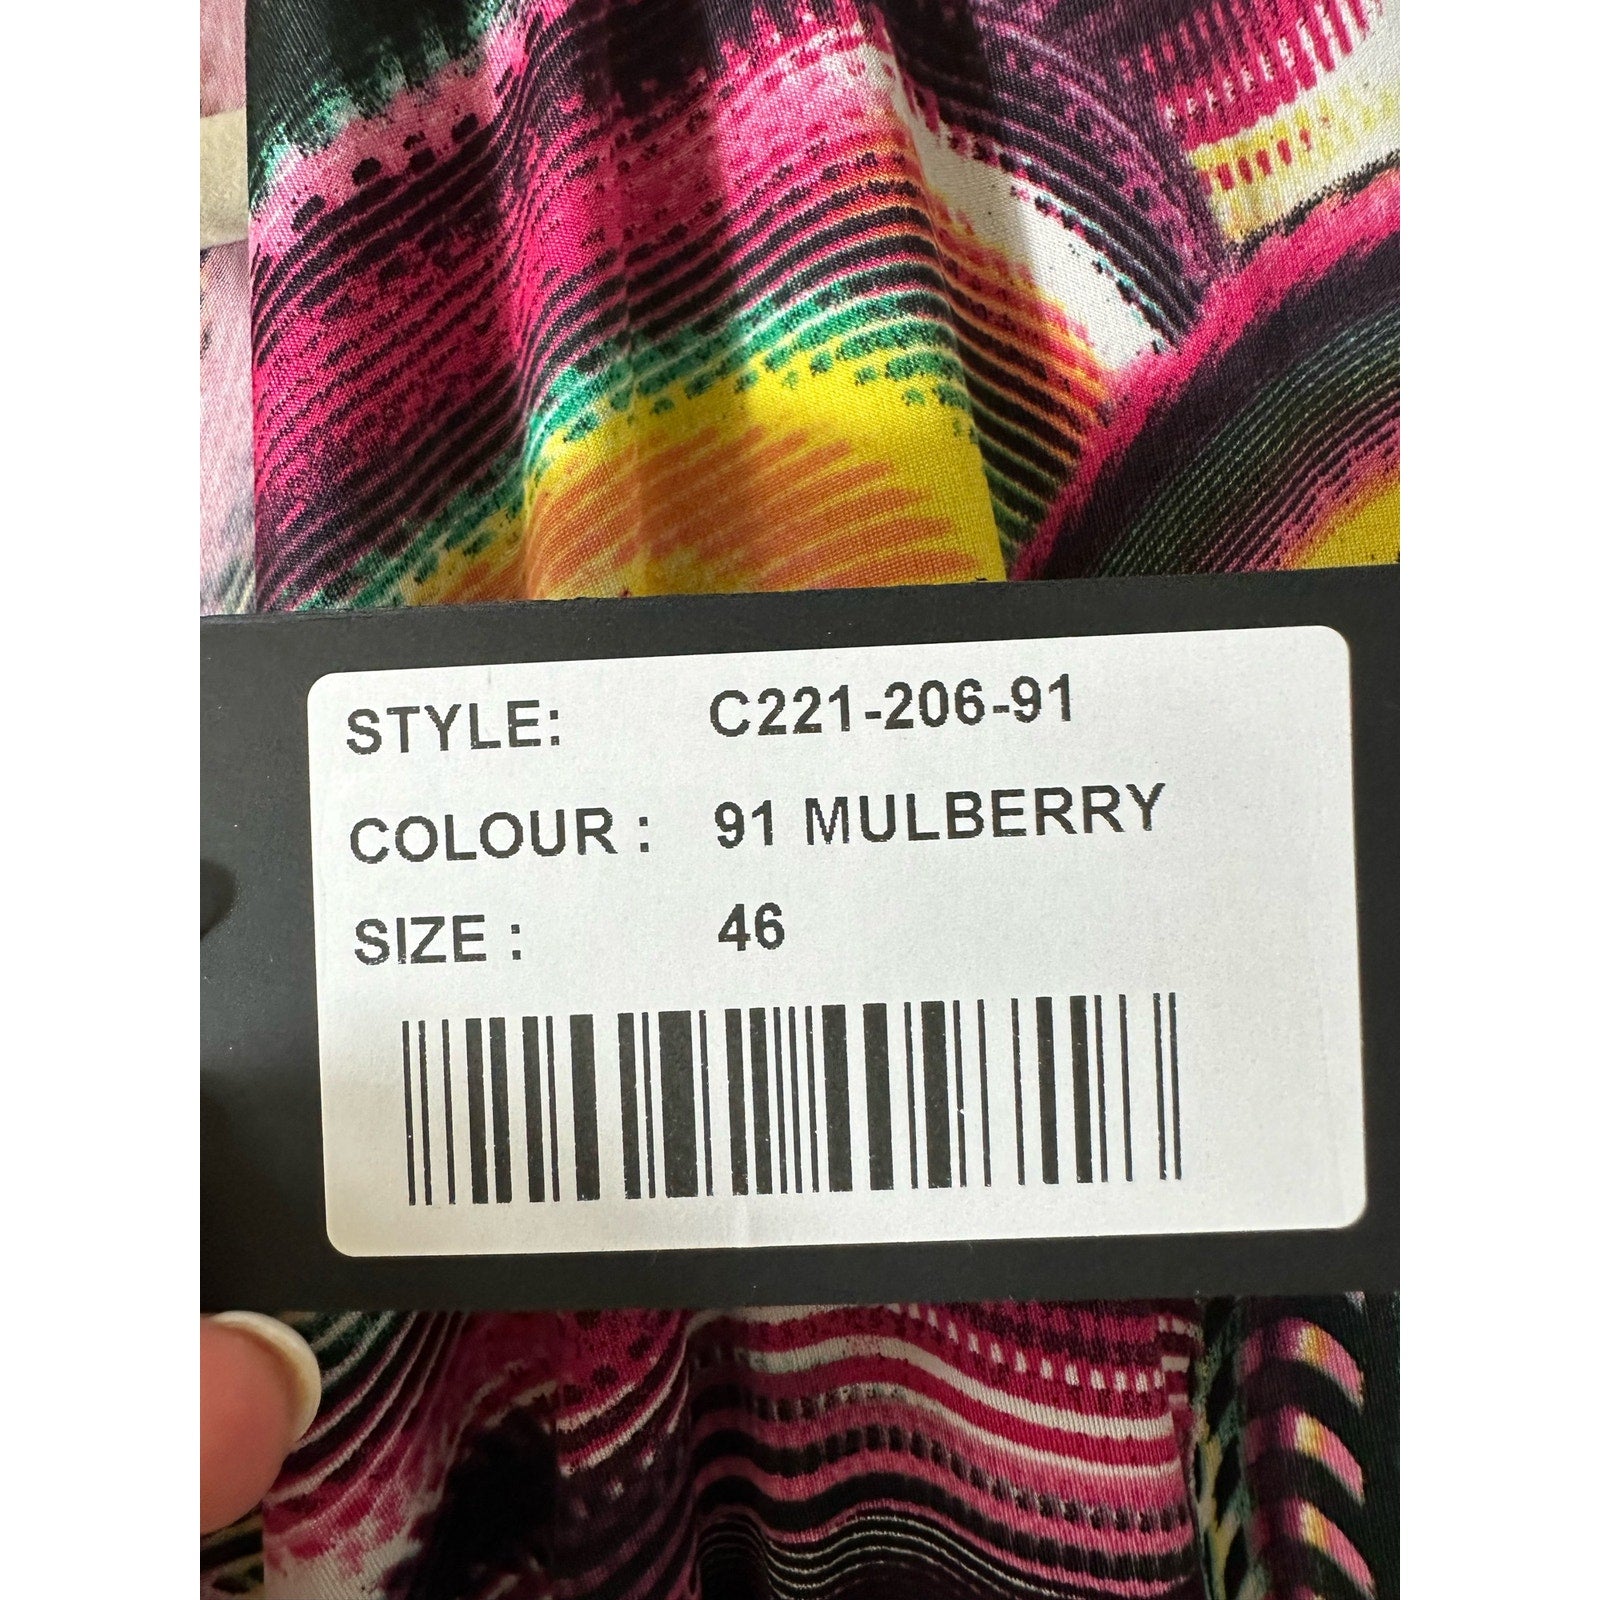 STYLE: C221-206-91
COLOUR : 91 MULBERRY
SIZE : 46